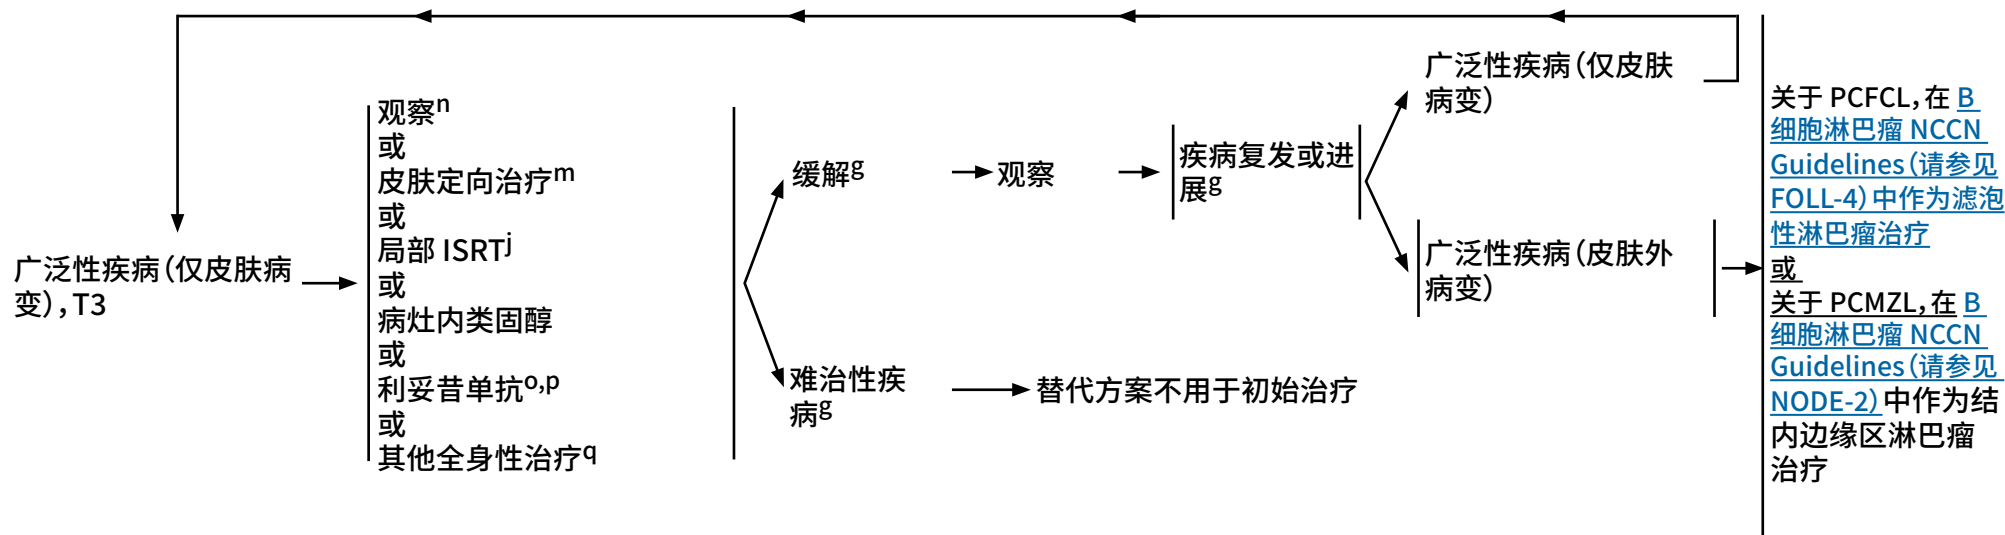 广泛性疾病（仅皮肤病
变），T3
观察n
或
皮肤定向治疗m
或
局部 ISRTj
或
病灶内类固醇
或
利妥昔单抗o,p
或
其他全身性治疗q
缓解g
观察
疾病复发或进
展g
广泛性疾病（仅皮肤
病变）
广泛性疾病（皮肤外
病变）
难治性疾
病g
替代方案不用于初始治疗
关于 PCFCL，在 B
细胞淋巴瘤 NCCN
Guidelines（请参见
FOLL-4）中作为滤泡
性淋巴瘤治疗
或
关于 PCMZL，在 B
细胞淋巴瘤 NCCN
Guidelines（请参见
NODE-2）中作为结
内边缘区淋巴瘤
治疗